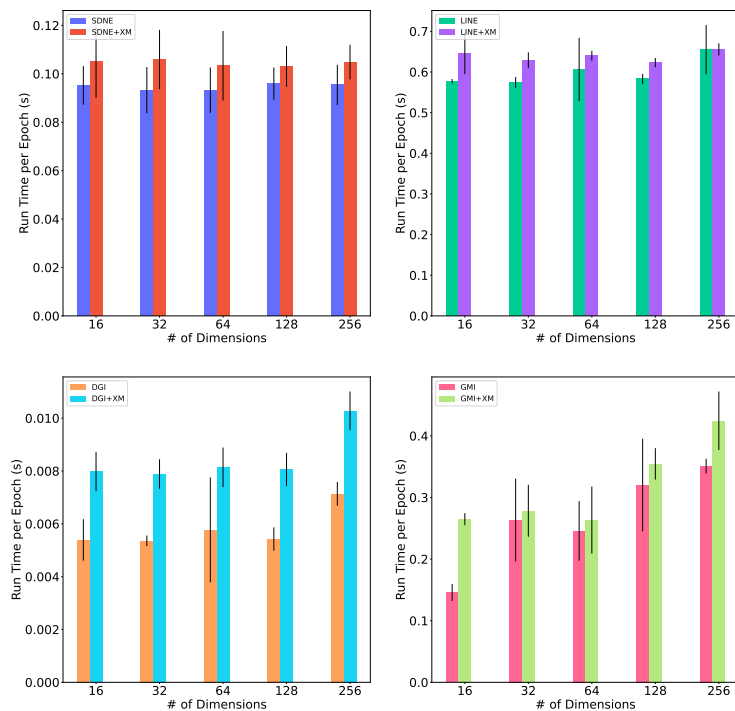 SDNE
SDNE+XM
0.12
0.10
0.08
0.06
0.04
0.02
0.00
Run Time per Epoch (s)
16 32 64 128 256
# of Dimensions
LINE
LINE+XM
0.7
0.6
0.5
0.4
0.3
0.2
0.1
0.0
Run Time per Epoch (s)
16 32 64 128 256
# of Dimensions
DGI
DGI+XM
0.010
0.008
0.006
0.004
0.002
0.000
Run Time per Epoch (s)
16 32 64 128 256
# of Dimensions
GMI
GMI+XM
0.4
0.3
0.2
0.1
0.0
Run Time per Epoch (s)
16 32 64 128 256
# of Dimensions